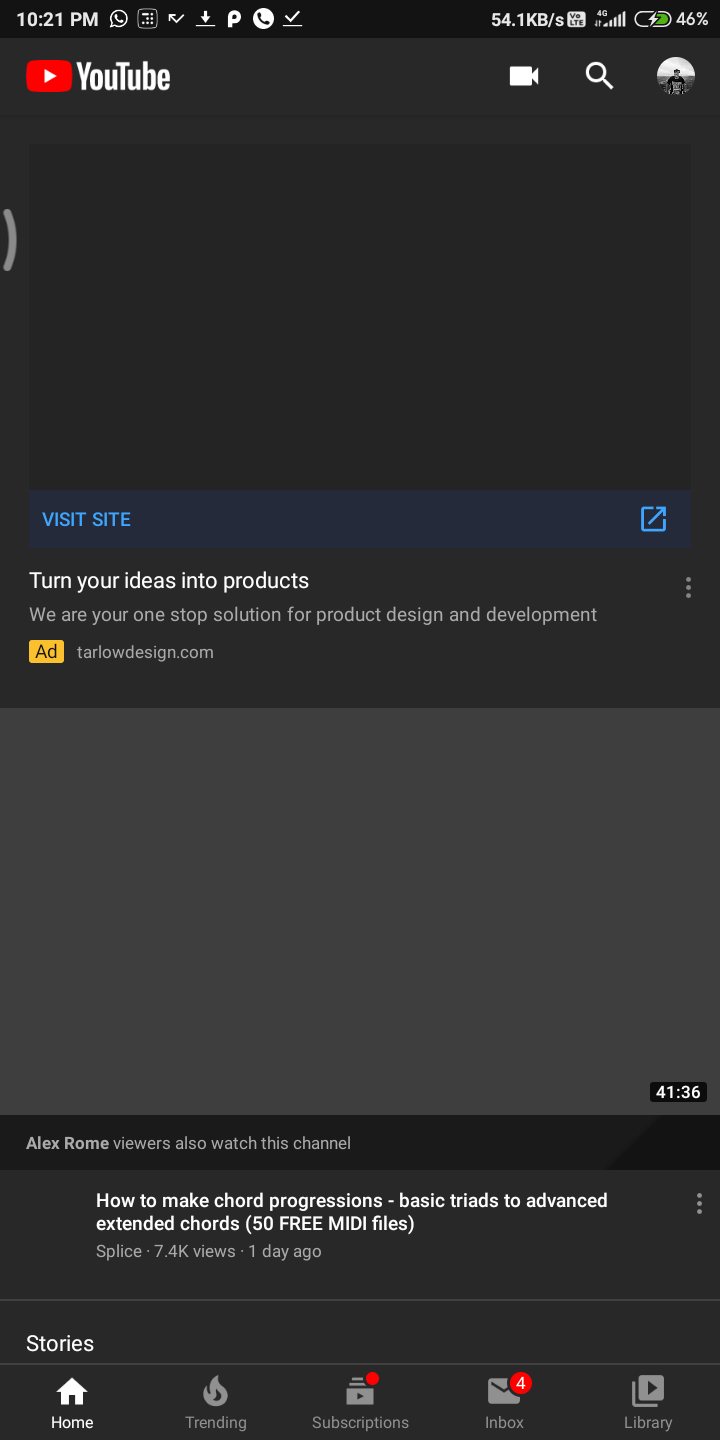 10:21 PM 54.1KB/s Vo LTE 4G 46%
YouTube
VISIT SITE
Turn your ideas into products
We are your one stop solution for product design and development
Ad tarlowdesign.com
41:36
Alex Rome viewers also watch this channel
How to make chord progressions - basic triads to advanced
extended chords (50 FREE MIDI files)
Splice · 7.4K views · 1 day ago
Stories
4
Home Trending Subscriptions Inbox Library